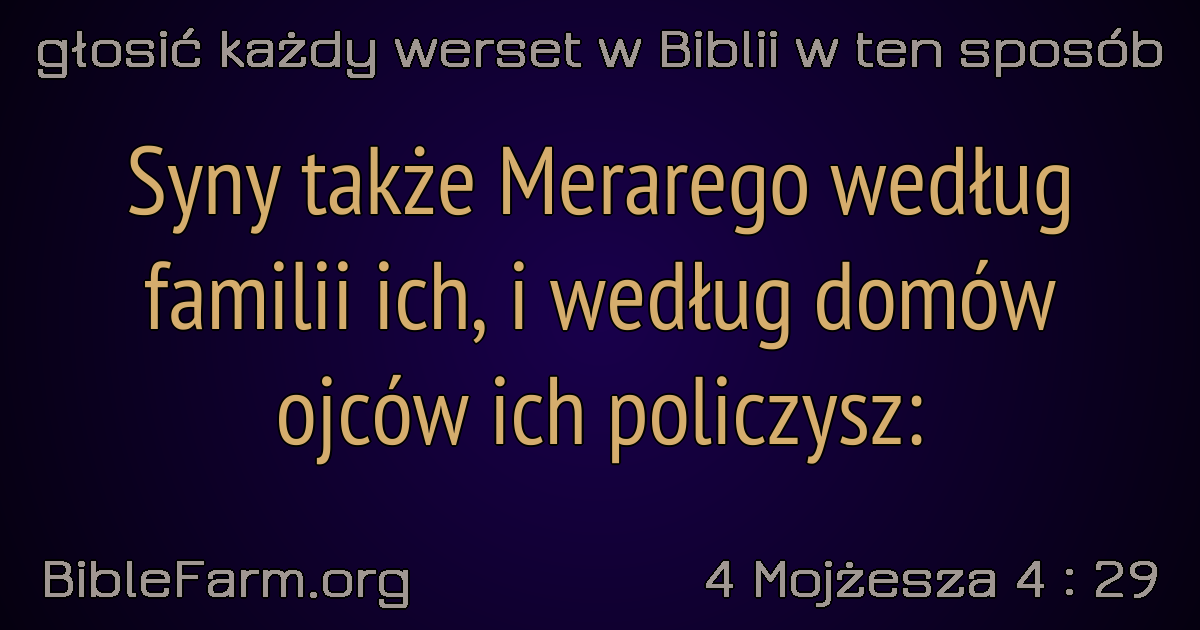 głosić każdy werset w Biblii w ten sposób
Syny także Merarego według
familii ich, i według domów
ojców ich policzysz:
BibleFarm.org
4 Mojżesza 4 : 29